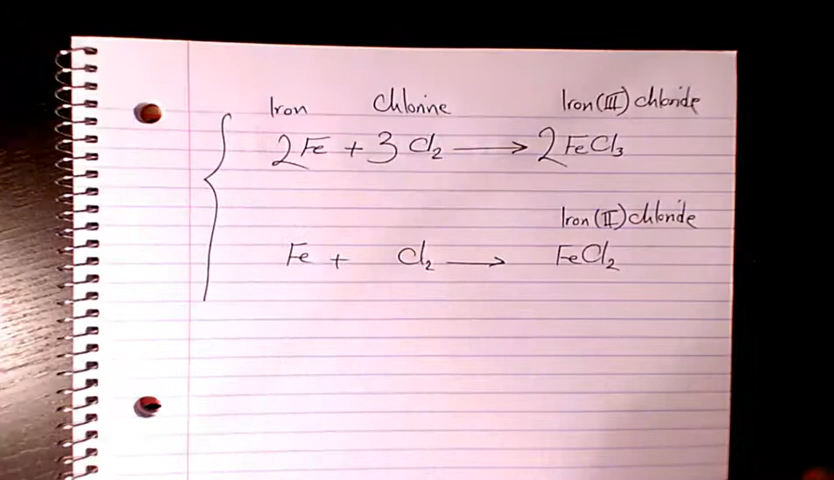 Iron Chlorine Iron(III) chloride
2Fe + 3Cl₂ ⟶ 2FeCl₃
Iron(II) chloride
Fe + Cl₂ ⟶ FeCl₂